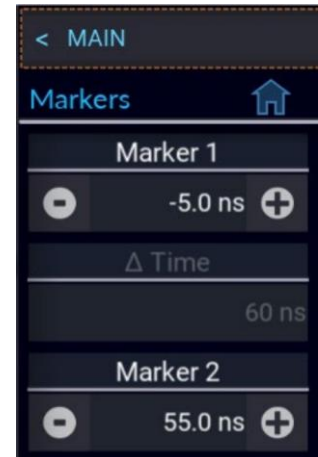 < MAIN
Markers
Marker 1
-5.0 ns
Δ Time
60 ns
Marker 2
55.0 ns